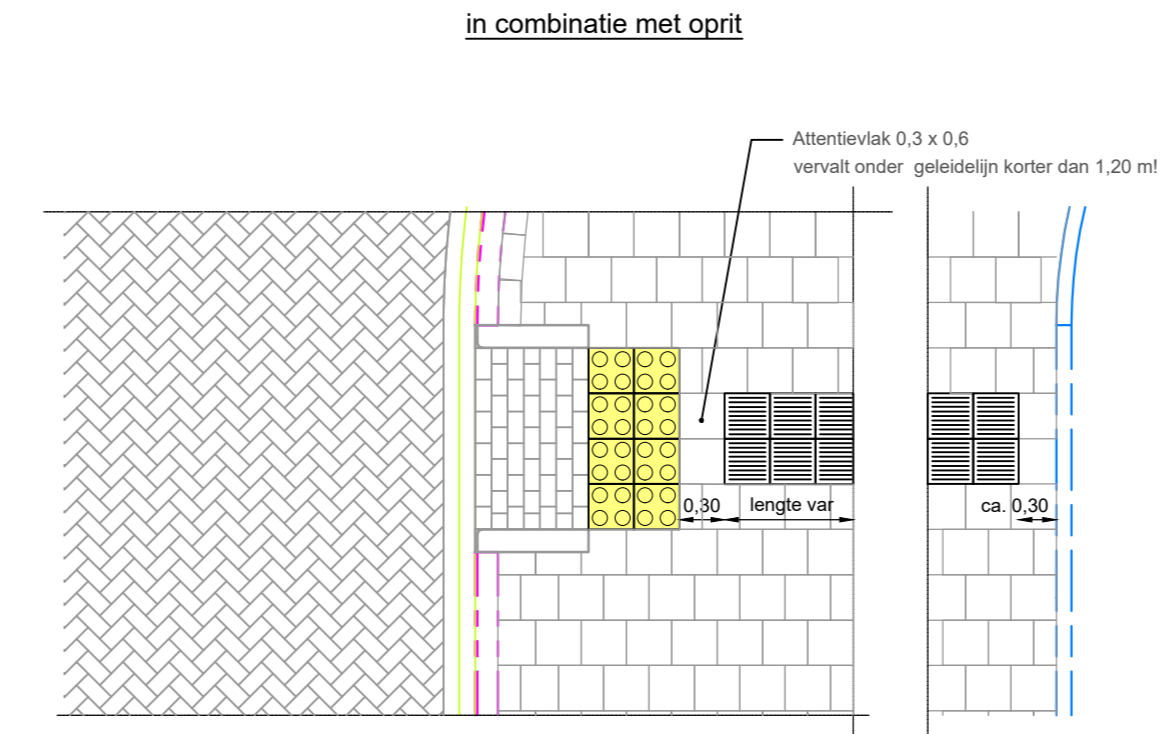 in combinatie met oprit
Attentievlak 0,3 x 0,6
vervalt onder geleidelijn korter dan 1,20 m!
0,30
lengte var
ca. 0,30